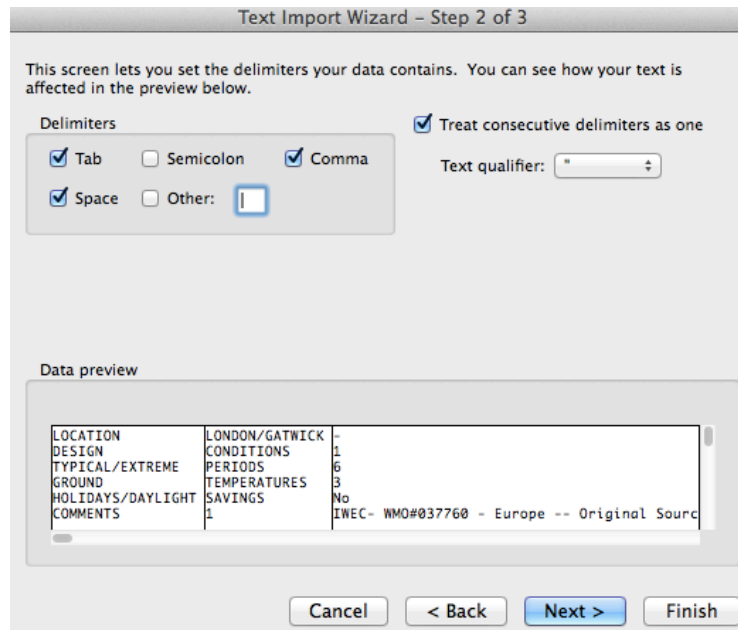 Text Import Wizard – Step 2 of 3
This screen lets you set the delimiters your data contains. You can see how your text is
affected in the preview below.
Delimiters
Treat consecutive delimiters as one
Tab Semicolon Comma
Text qualifier: "
Space Other:
Data preview
LOCATION LONDON/GATWICK -
DESIGN CONDITIONS 1
TYPICAL/EXTREME PERIODS 6
GROUND TEMPERATURES 3
HOLIDAYS/DAYLIGHT SAVINGS No
COMMENTS 1 IWEC- WMO#037760 - Europe -- Original Sourc
Cancel < Back Next > Finish